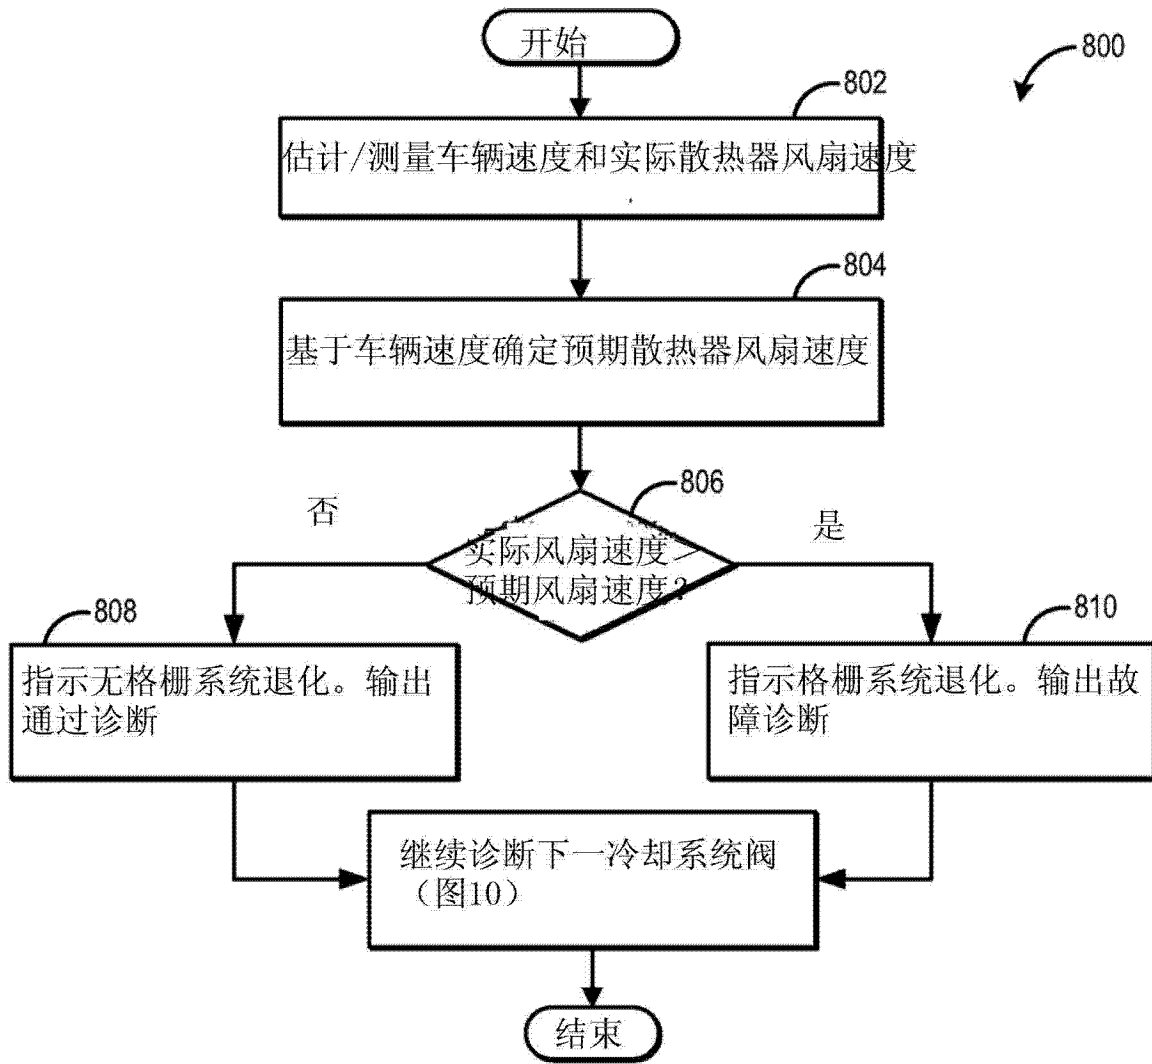 开始
800
802
估计/测量车辆速度和实际散热器风扇速度
804
基于车辆速度确定预期散热器风扇速度
806
否
是
实际风扇速度>
预期风扇速度?
808
810
指示无格栅系统退化。输出
通过诊断
指示格栅系统退化。输出故
障诊断
继续诊断下一冷却系统阀
（图10）
结束